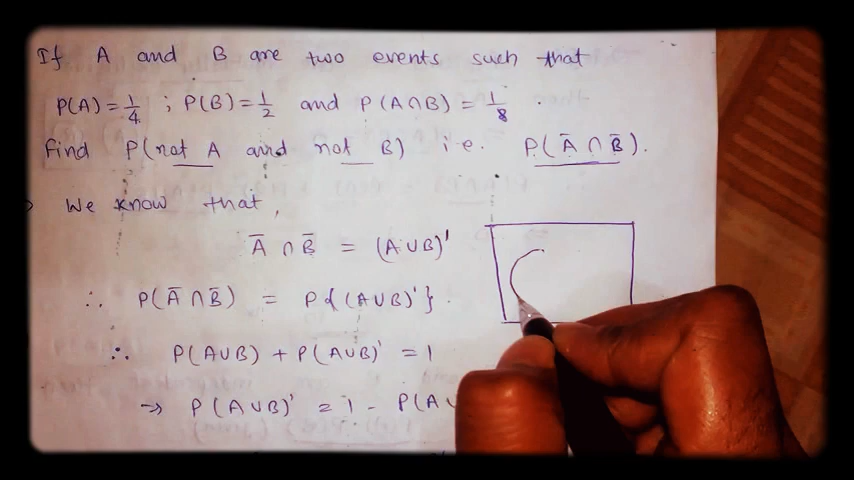 If A and B are two events such that
P(A) = 1/4 ; P(B) = 1/2 and P(A∩B) = 1/8 .
Find P(not A and not B) i.e. P(Ā ∩ B̄).
We know that,
Ā ∩ B̄ = (A∪B)'
∴ P(Ā ∩ B̄) = P{(A∪B)'}.
∴ P(A∪B) + P(A∪B)' = 1
→ P(A∪B)' = 1 - P(A∪